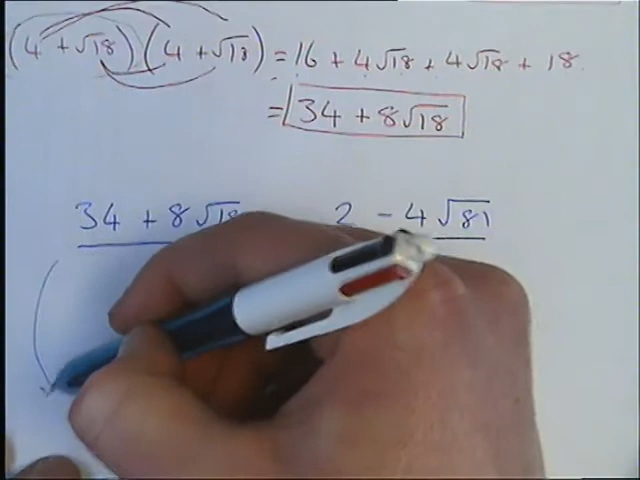 (4 + √18) (4 + √18) = 16 + 4√18 + 4√18 + 18
= 34 + 8√18
34 + 8√18 2 - 4√81